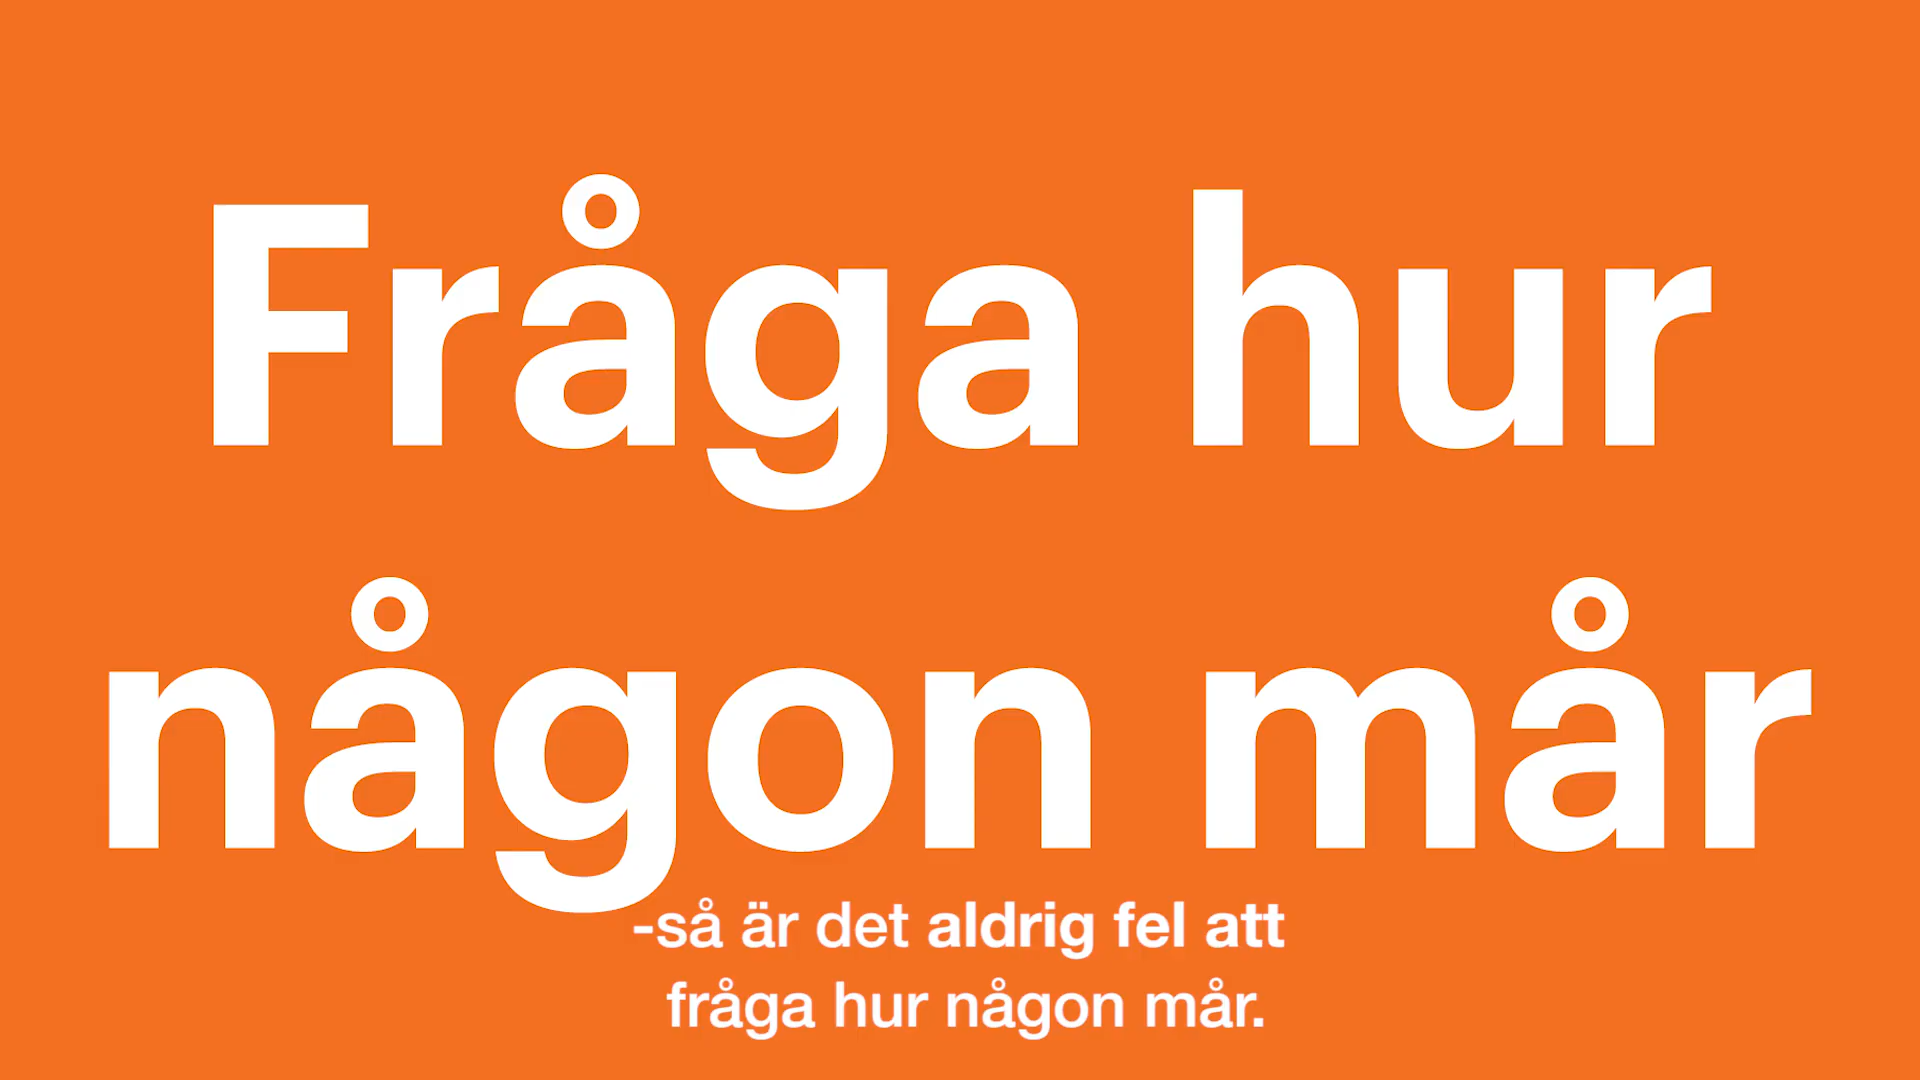 Fråga hur
någon mår
-så är det aldrig fel att
fråga hur någon mår.